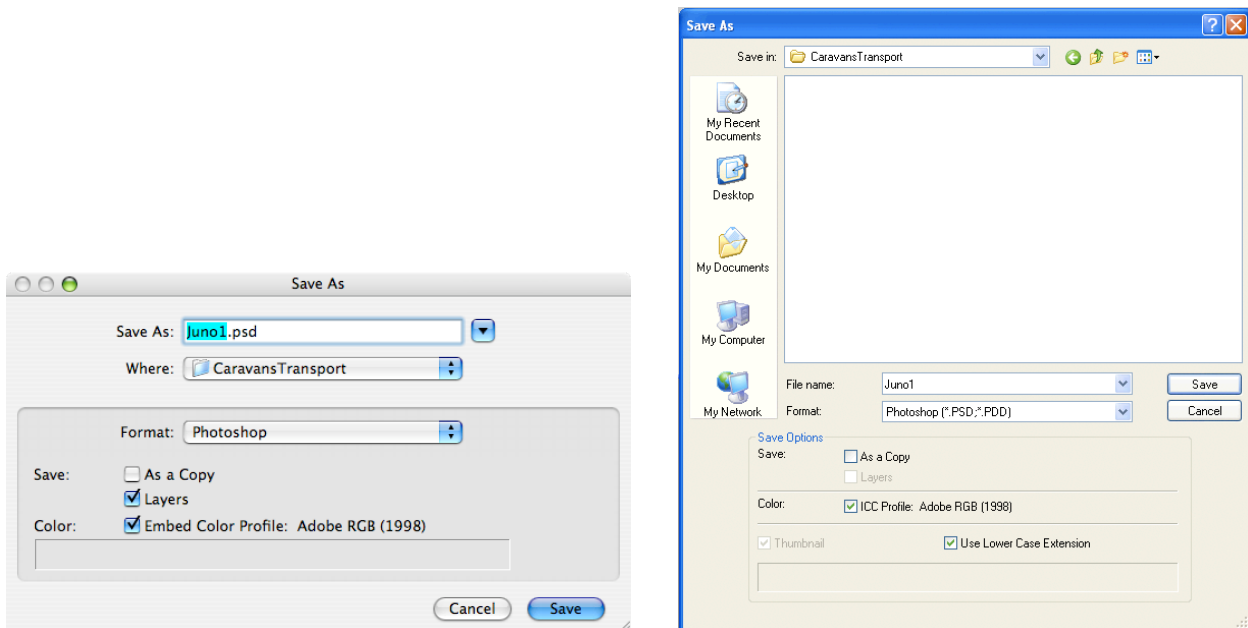 Save As
Save As: Juno1.psd
Where: CaravansTransport
Format: Photoshop
Save: As a Copy
Layers
Color: Embed Color Profile: Adobe RGB (1998)
Cancel Save
Save As
Save in: CaravansTransport
My Recent
Documents
Desktop
My Documents
My Computer
My Network
File name: Juno1 Save
Format: Photoshop (*.PSD;*.PDD) Cancel
Save Options
Save: As a Copy
Layers
Color: ICC Profile: Adobe RGB (1998)
Thumbnail Use Lower Case Extension